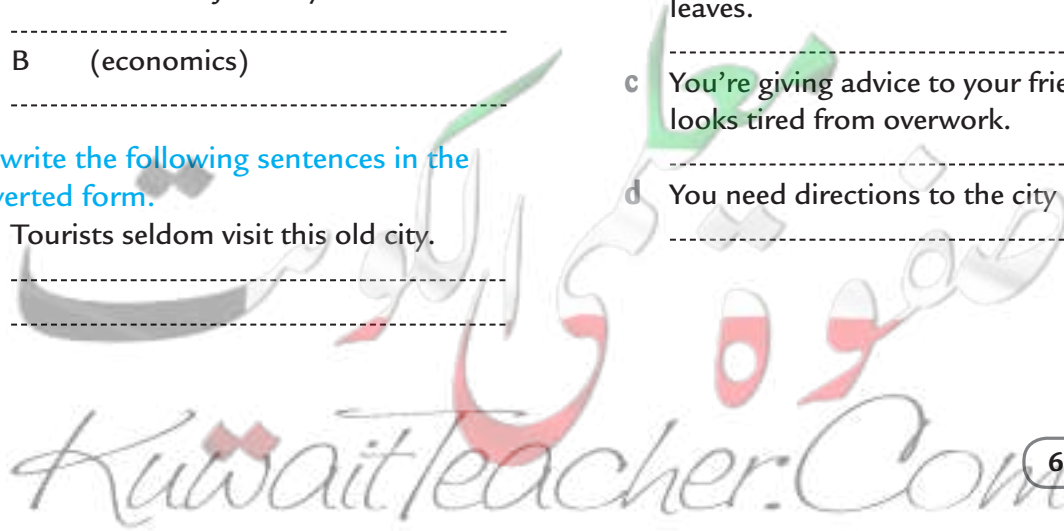 B (economics)
write the following sentences in the
verted form.
Tourists seldom visit this old city.
leaves.
c You're giving advice to your frie
looks tired from overwork.
d You need directions to the city
KuwaitTeacher.Com
6